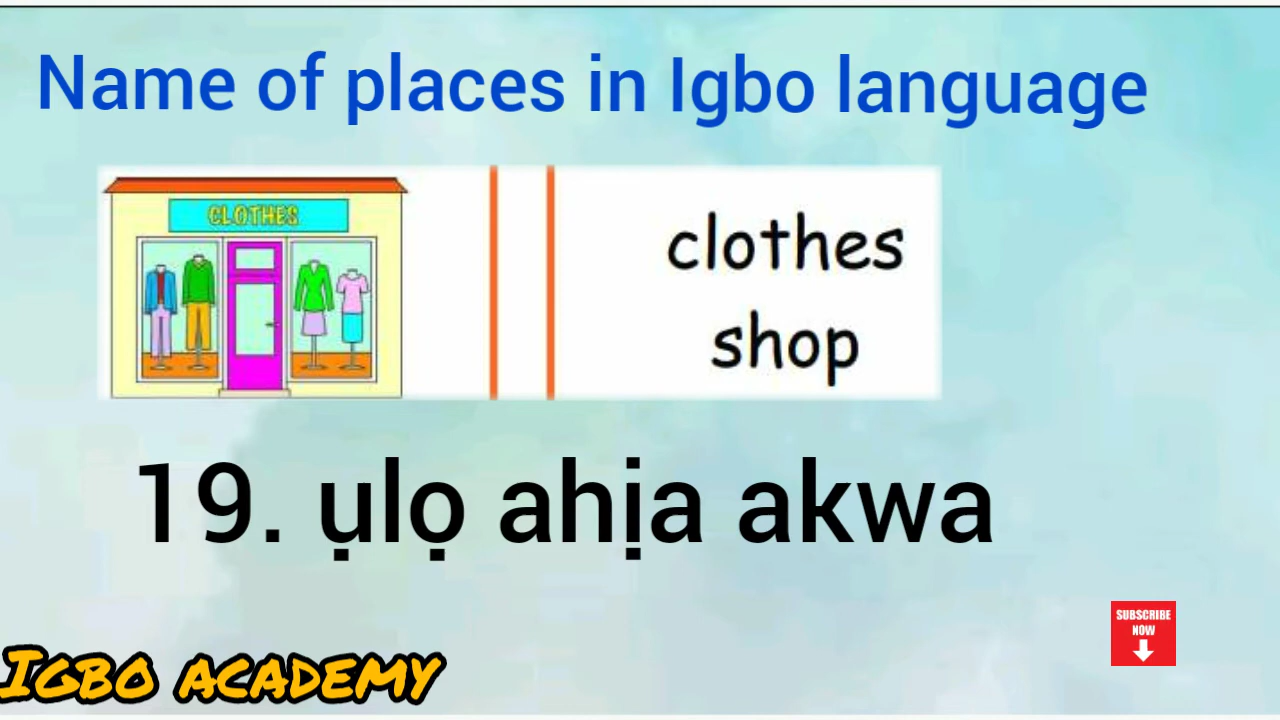 Name of places in Igbo language
CLOTHES
clothes
shop
19. ụlọ ahịa akwa
SUBSCRIBE
NOW
IGBO ACADEMY